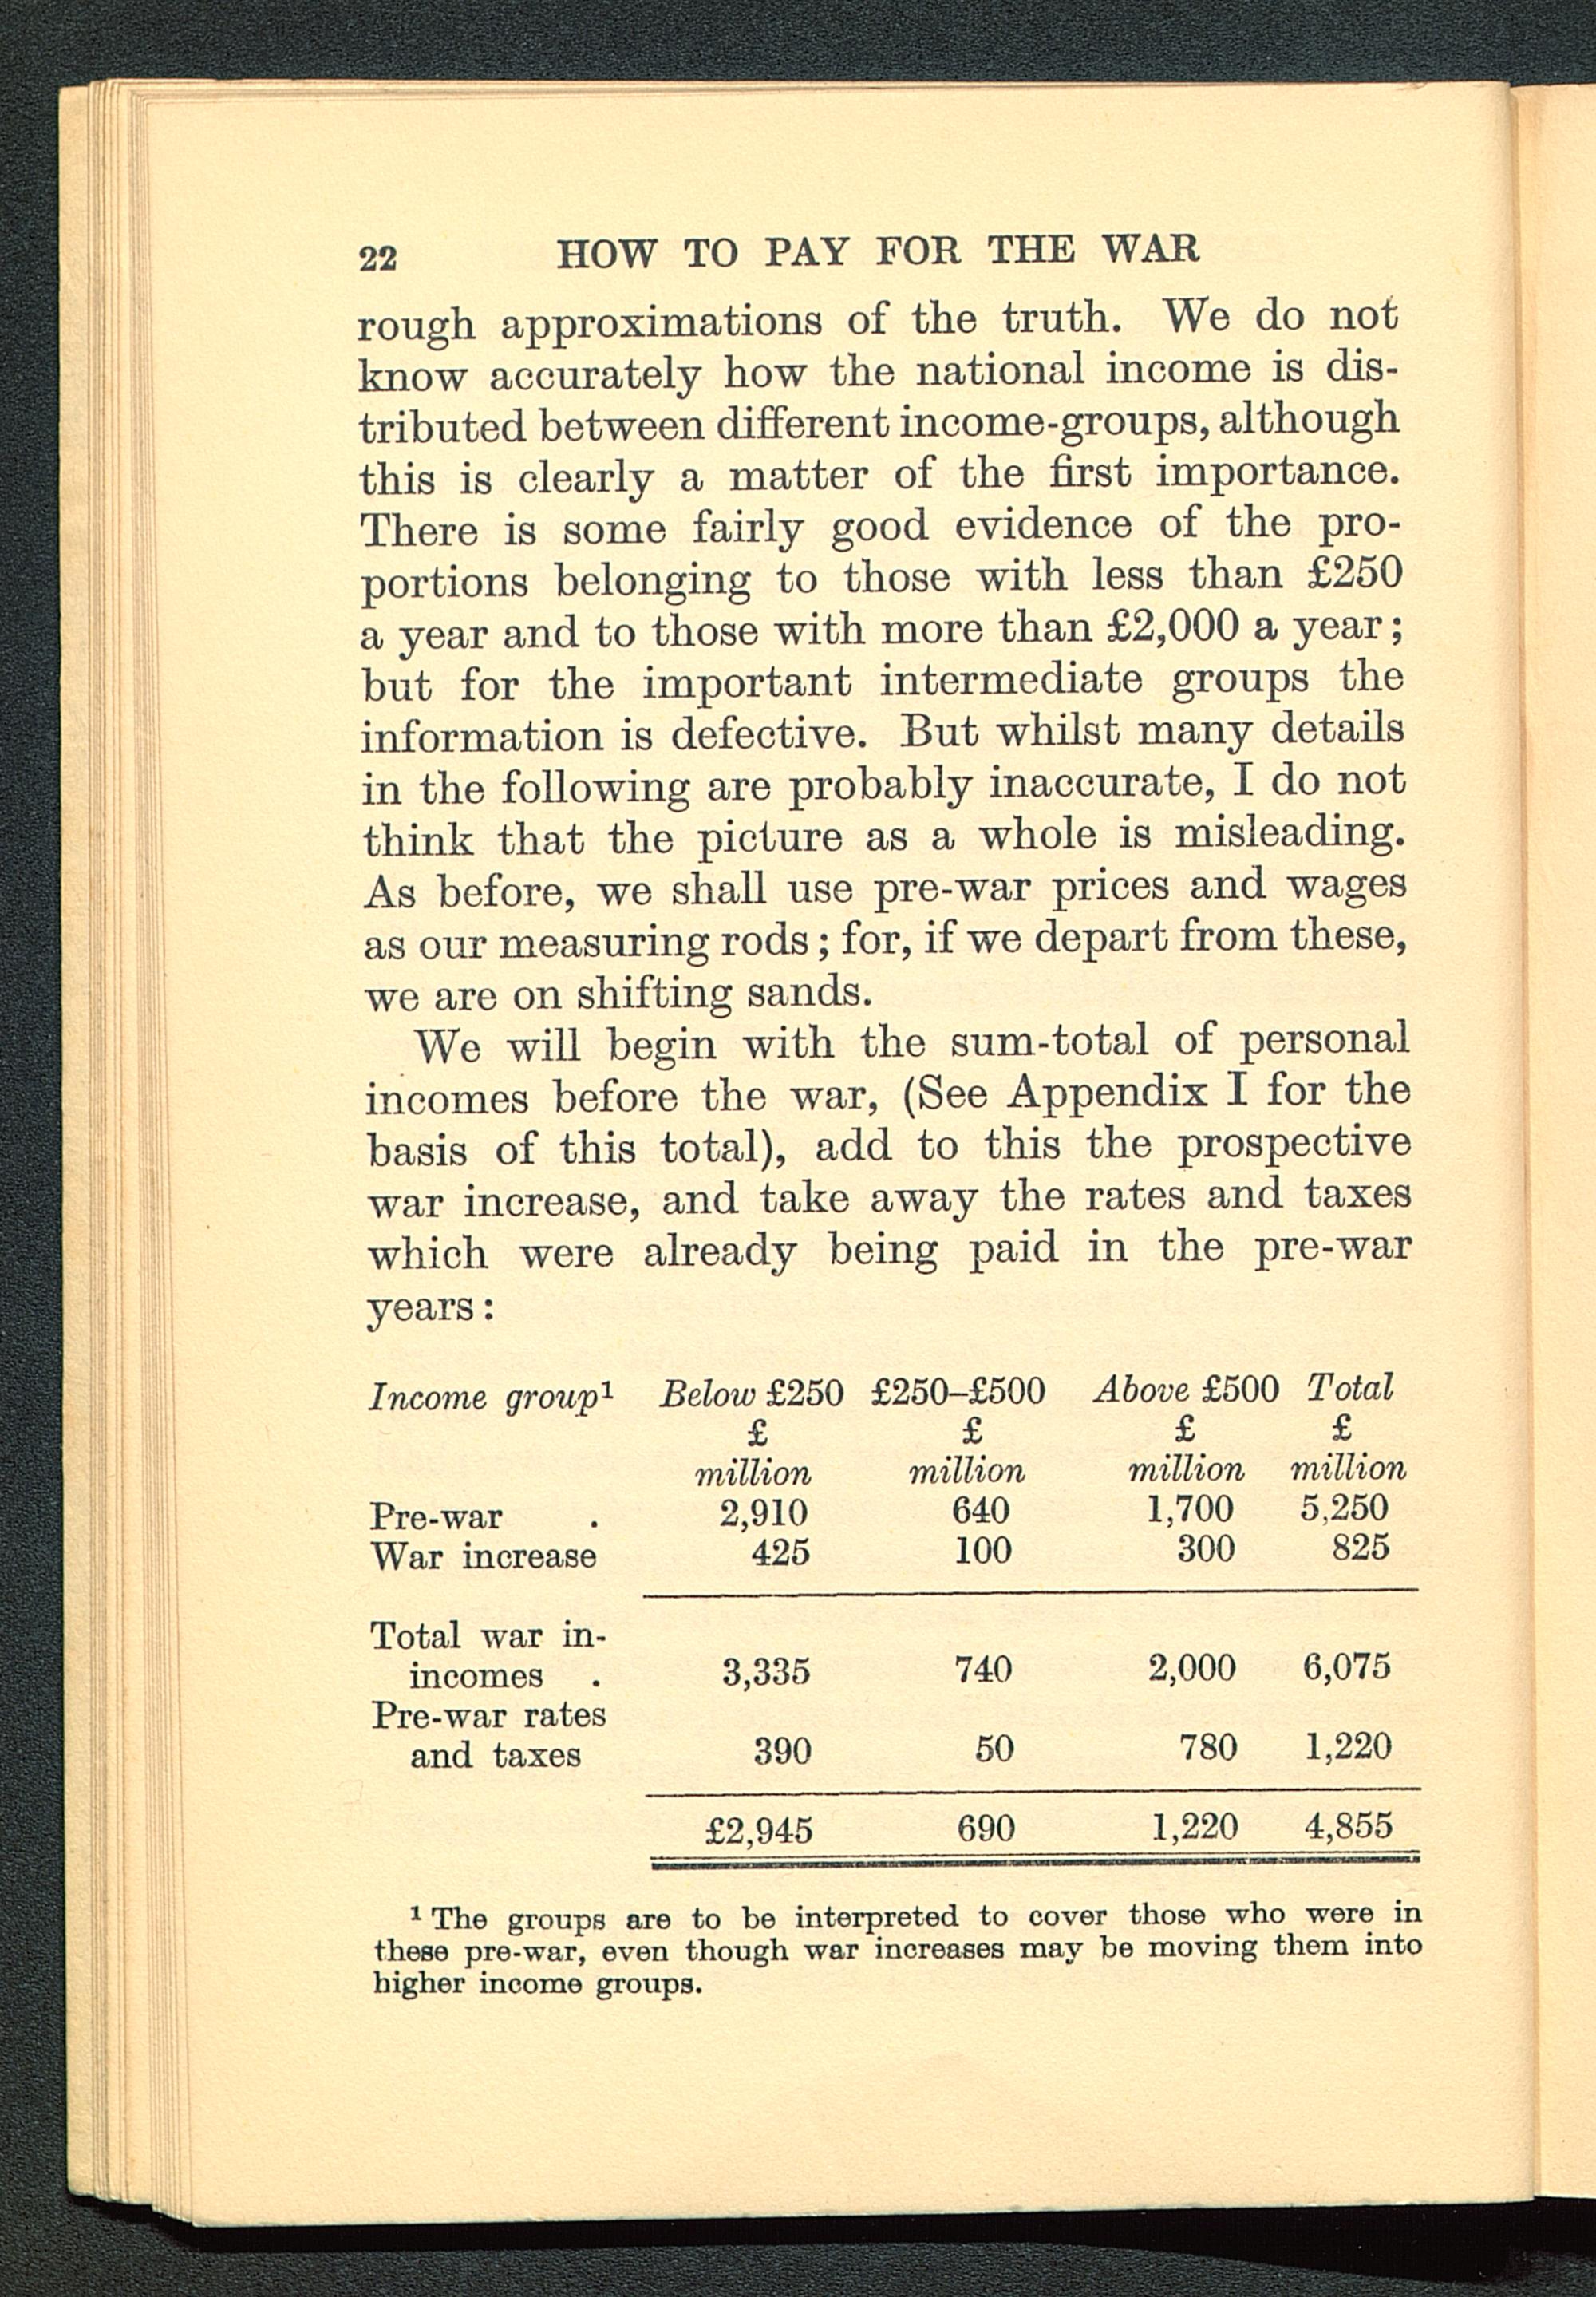 22 HOW TO PAY FOR THE WAR
rough approximations of the truth. We do not
know accurately how the national income is dis-
tributed between different income-groups, although
this is clearly a matter of the first importance.
There is some fairly good evidence of the pro-
portions belonging to those with less than £250
a year and to those with more than £2,000 a year;
but for the important intermediate groups the
information is defective. But whilst many details
in the following are probably inaccurate, I do not
think that the picture as a whole is misleading.
As before, we shall use pre-war prices and wages
as our measuring rods; for, if we depart from these,
we are on shifting sands.
We will begin with the sum-total of personal
incomes before the war, (See Appendix I for the
basis of this total), add to this the prospective
war increase, and take away the rates and taxes
which were already being paid in the pre-war
years:
Income group¹ Below £250 £250–£500 Above £500 Total
£ £ £ £
million million million million
Pre-war . 2,910 640 1,700 5,250
War increase 425 100 300 825
Total war in-
incomes . 3,335 740 2,000 6,075
Pre-war rates
and taxes 390 50 780 1,220
£2,945 690 1,220 4,855
¹ The groups are to be interpreted to cover those who were in
these pre-war, even though war increases may be moving them into
higher income groups.